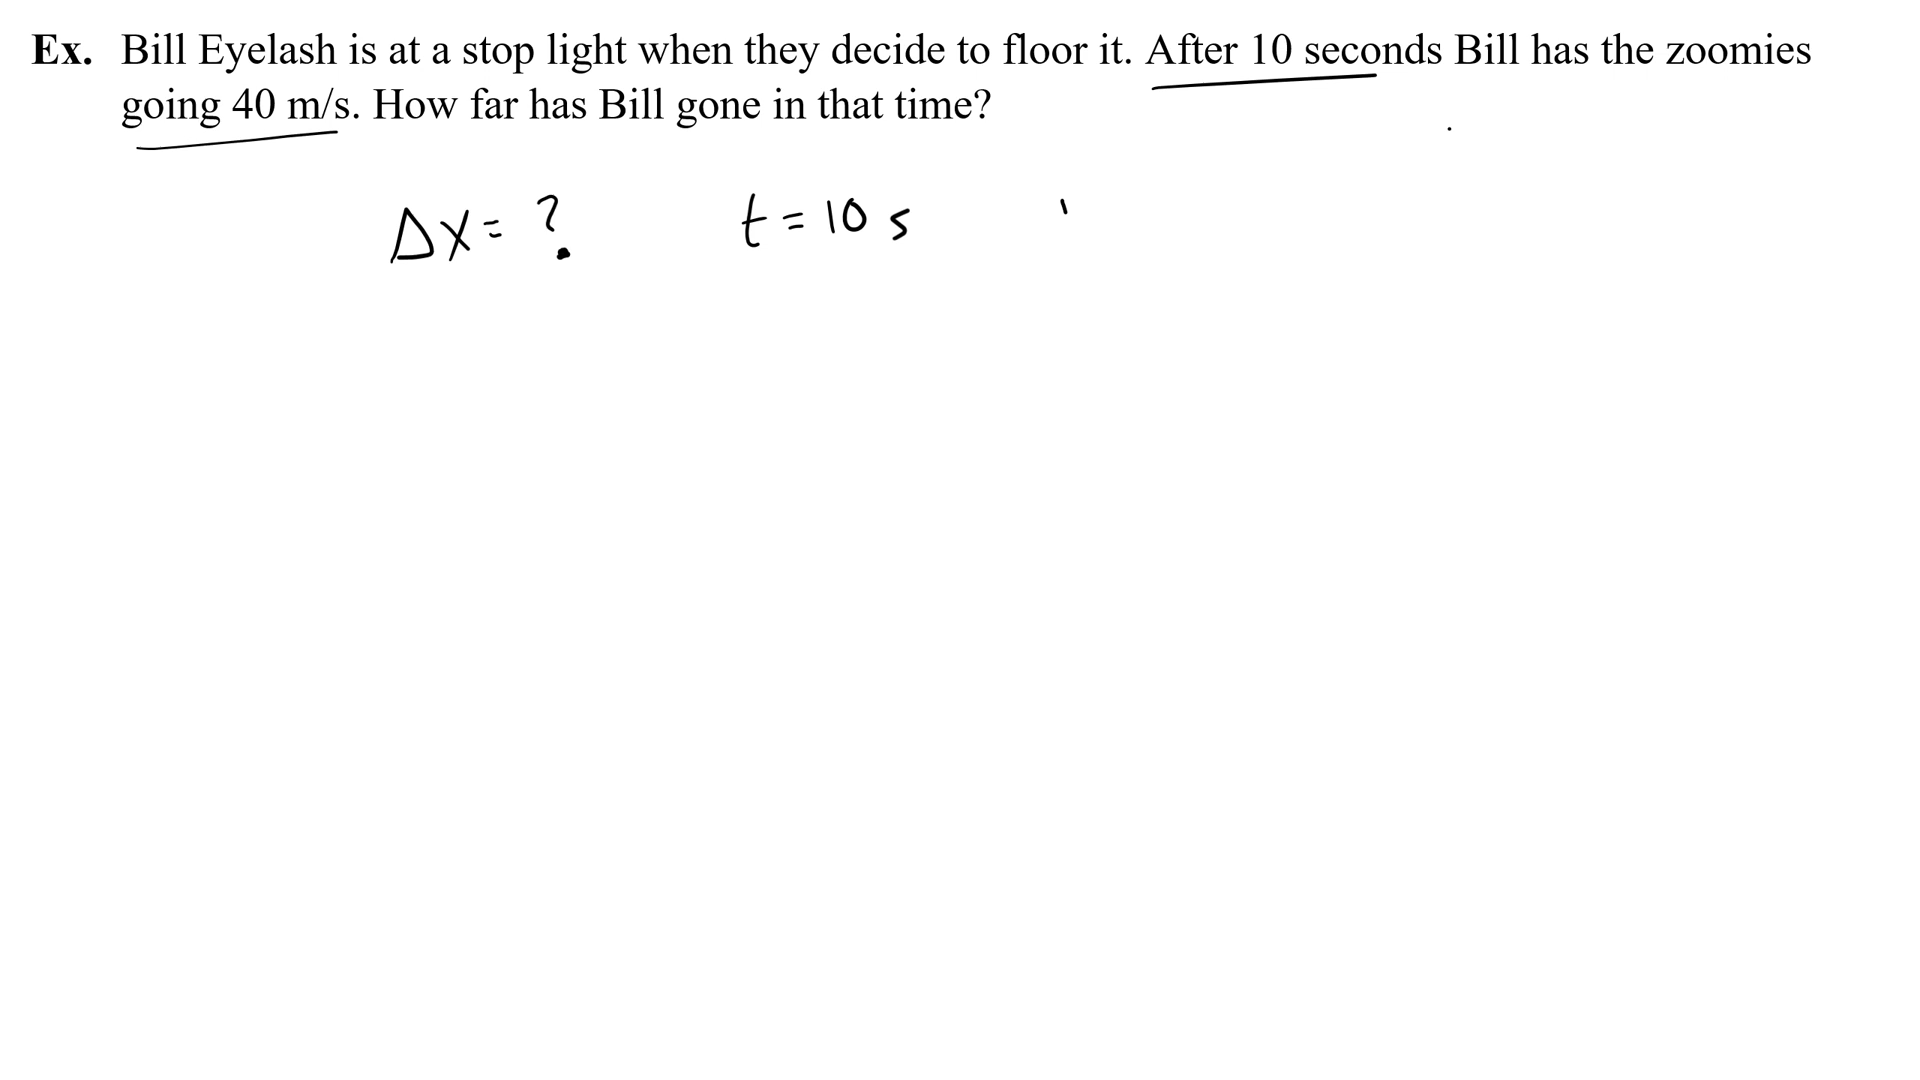 Ex. Bill Eyelash is at a stop light when they decide to floor it. After 10 seconds Bill has the zoomies
going 40 m/s. How far has Bill gone in that time?
Δx = ? t = 10 s